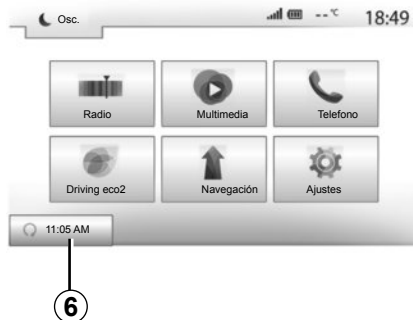 Osc.
--°C 18:49
Radio Multimedia Telefono
Driving eco2 Navegación Ajustes
11:05 AM
6